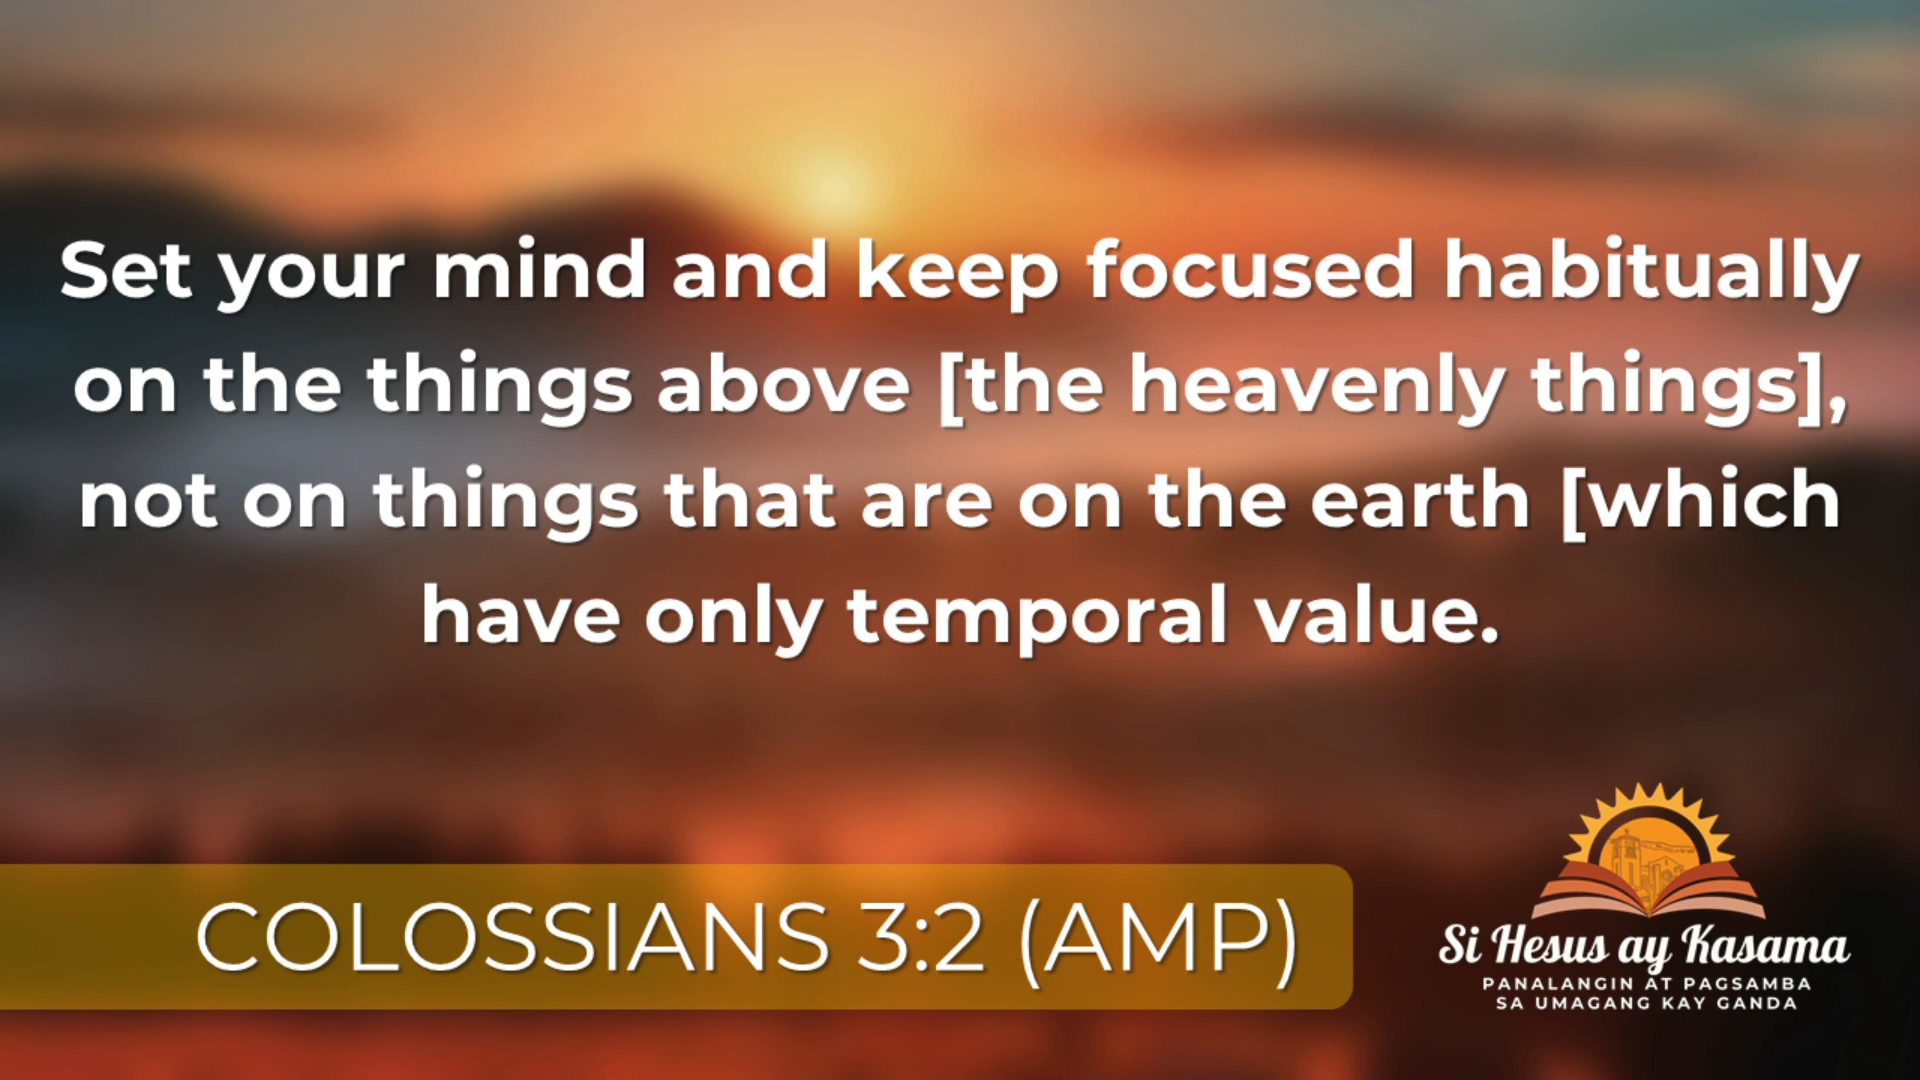 Set your mind and keep focused habitually
on the things above [the heavenly things],
not on things that are on the earth [which
have only temporal value.
COLOSSIANS 3:2 (AMP)
Si Hesus ay Kasama
PANALANGIN AT PAGSAMBA
SA UMAGANG KAY GANDA